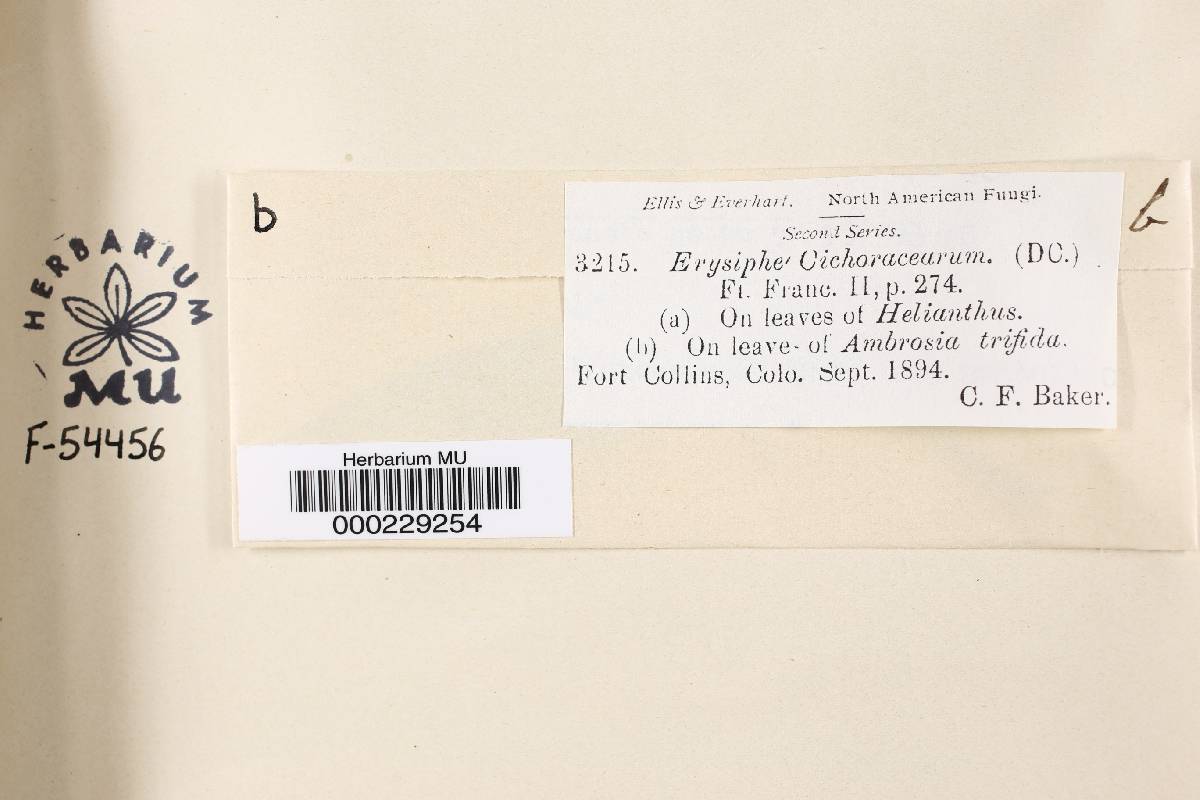 HERBARIUM
MU
F-54456
b
b
Ellis & Everhart. North American Fungi.
Second Series.
3215. Erysiphe Cichoracearum. (DC.)
Fl. Franc. II, p. 274.
(a) On leaves of Helianthus.
(b) On leaves of Ambrosia trifida.
Fort Collins, Colo. Sept. 1894.
C. F. Baker.
Herbarium MU
000229254